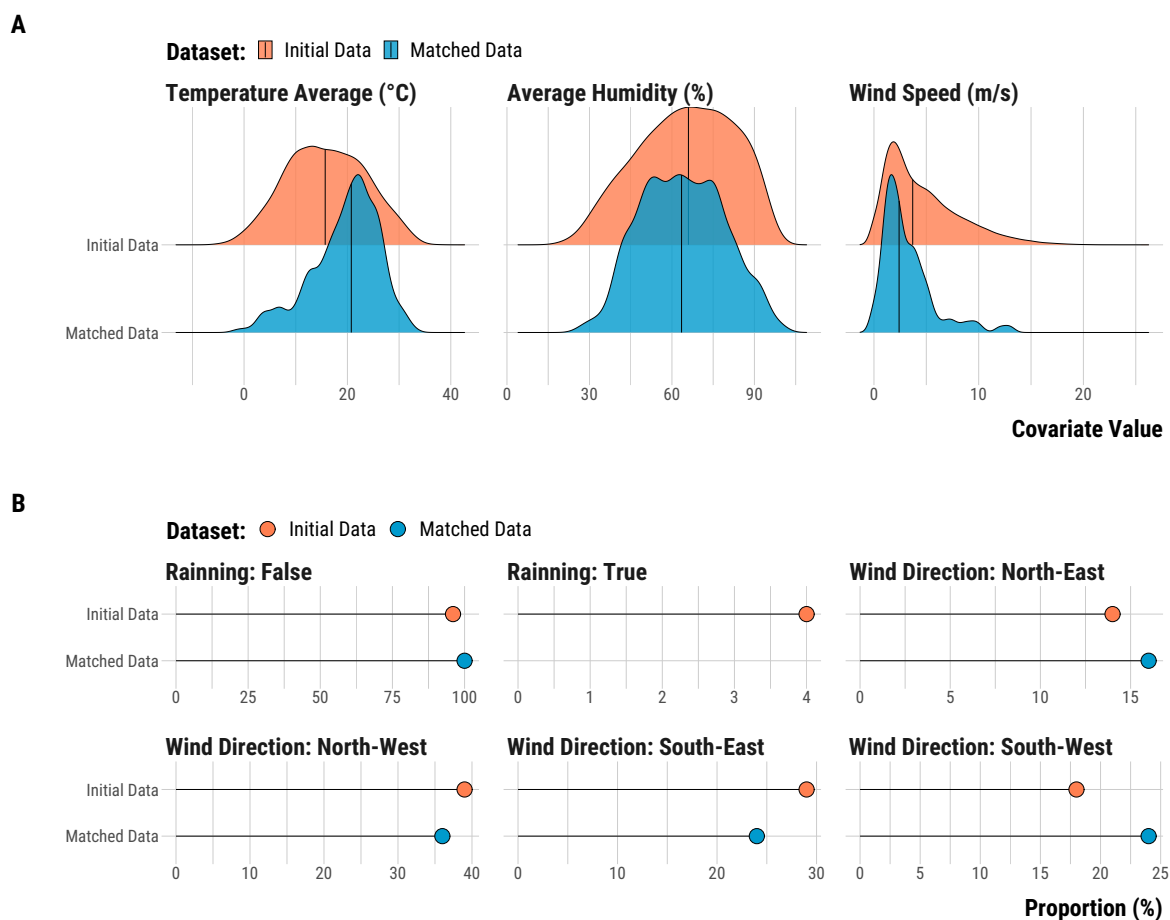 A
Dataset: Initial Data Matched Data
Temperature Average (°C) Average Humidity (%) Wind Speed (m/s)
Initial Data
Matched Data
0 20 40 0 30 60 90 0 10 20
Covariate Value
B
Dataset: Initial Data Matched Data
Rainning: False Rainning: True Wind Direction: North-East
Initial Data
Matched Data
0 25 50 75 100 0 1 2 3 4 0 5 10 15
Wind Direction: North-West Wind Direction: South-East Wind Direction: South-West
Initial Data
Matched Data
0 10 20 30 40 0 10 20 30 0 5 10 15 20 25
Proportion (%)